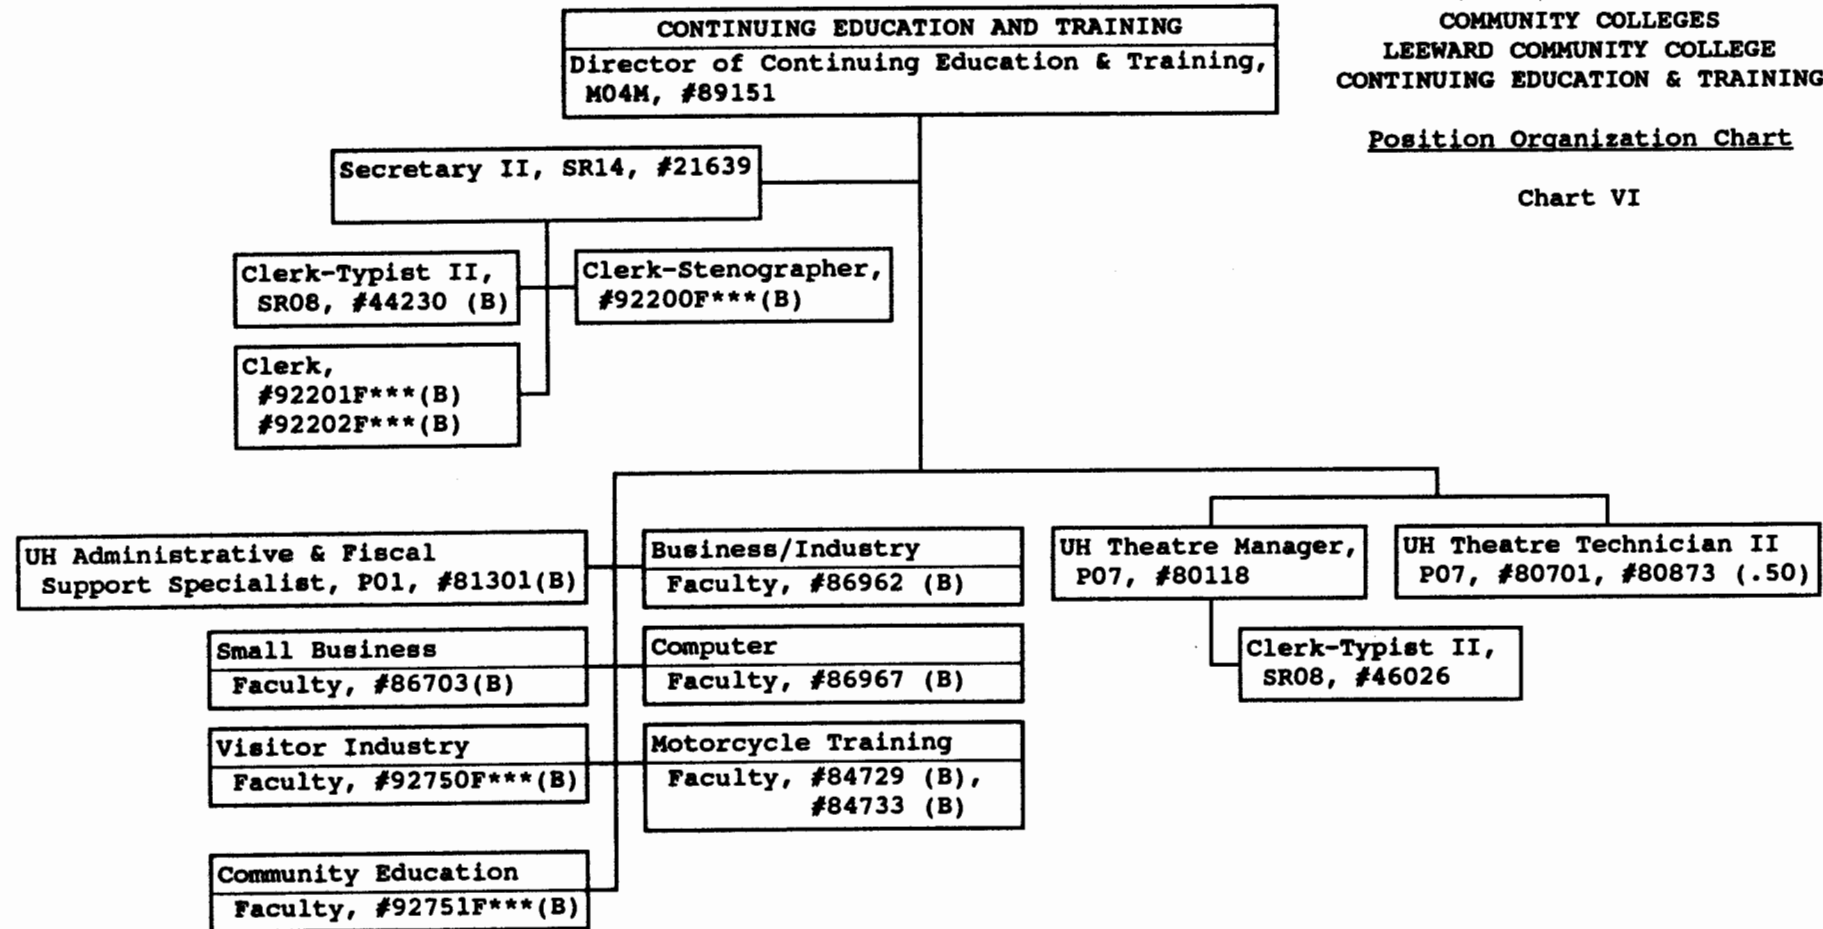 COMMUNITY COLLEGES
LEEWARD COMMUNITY COLLEGE
CONTINUING EDUCATION & TRAINING
Position Organization Chart
Chart VI
CONTINUING EDUCATION AND TRAINING
Director of Continuing Education & Training,
M04M, #89151
Secretary II, SR14, #21639
Clerk-Typist II,
SR08, #44230 (B)
Clerk-Stenographer,
#92200F***(B)
Clerk,
#92201F***(B)
#92202F***(B)
UH Administrative & Fiscal
Support Specialist, P01, #81301(B)
Business/Industry
Faculty, #86962 (B)
Small Business
Faculty, #86703(B)
Computer
Faculty, #86967 (B)
Visitor Industry
Faculty, #92750F***(B)
Motorcycle Training
Faculty, #84729 (B),
#84733 (B)
Community Education
Faculty, #92751F***(B)
UH Theatre Manager,
P07, #80118
UH Theatre Technician II
P07, #80701, #80873 (.50)
Clerk-Typist II,
SR08, #46026